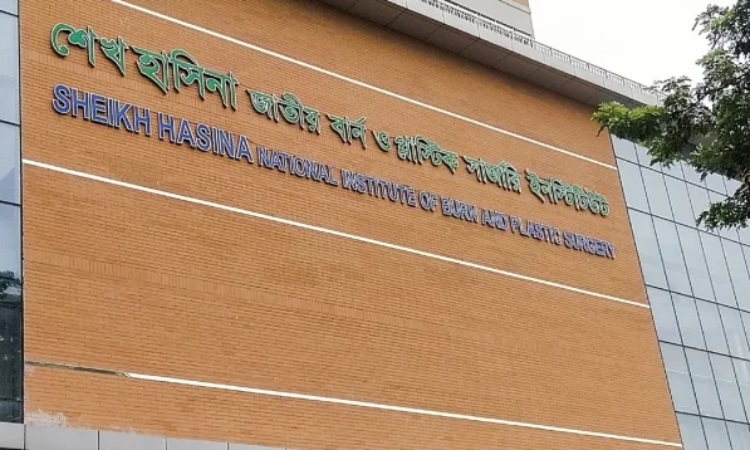 শেখ হাসিনা জাতীয় বার্ন ও প্লাস্টিক সার্জারি ইনস্টিটিউট
SHEIKH HASINA NATIONAL INSTITUTE OF BURN AND PLASTIC SURGERY